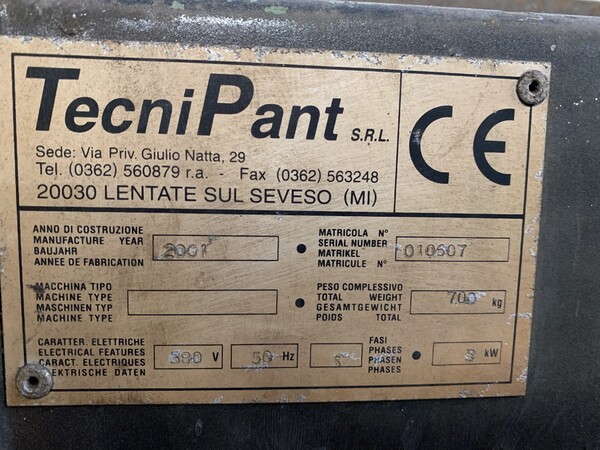 TecniPant S.R.L.
CE
Sede: Via Priv. Giulio Natta, 29
Tel. (0362) 560879 r.a. - Fax (0362) 563248
20030 LENTATE SUL SEVESO (MI)
ANNO DI COSTRUZIONE
MANUFACTURE YEAR
BAUJAHR
ANNEE DE FABRICATION
2001
MATRICOLA N°
SERIAL NUMBER
MATRIKEL
MATRICULE N°
010607
MACCHINA TIPO
MACHINE TYPE
MASCHINEN TYP
MACHINE TYPE
PESO COMPLESSIVO
TOTAL WEIGHT
GESAMTGEWICHT
POIDS TOTAL
700 kg
CARATTER. ELETTRICHE
ELECTRICAL FEATURES
CARACT. ELECTRIQUES
ELEKTRISCHE DATEN
V
50 Hz
FASI
PHASES
PHASEN
PHASES
3 kW